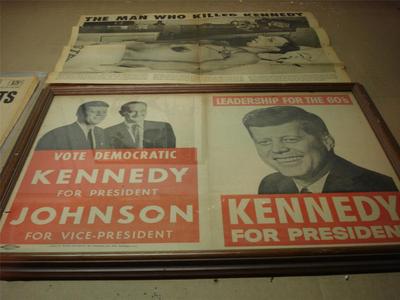 THE MAN WHO KILLED KENNEDY
TS
VOTE DEMOCRATIC
KENNEDY
FOR PRESIDENT
JOHNSON
FOR VICE-PRESIDENT
LEADERSHIP FOR THE 60's
KENNEDY
FOR PRESIDEN